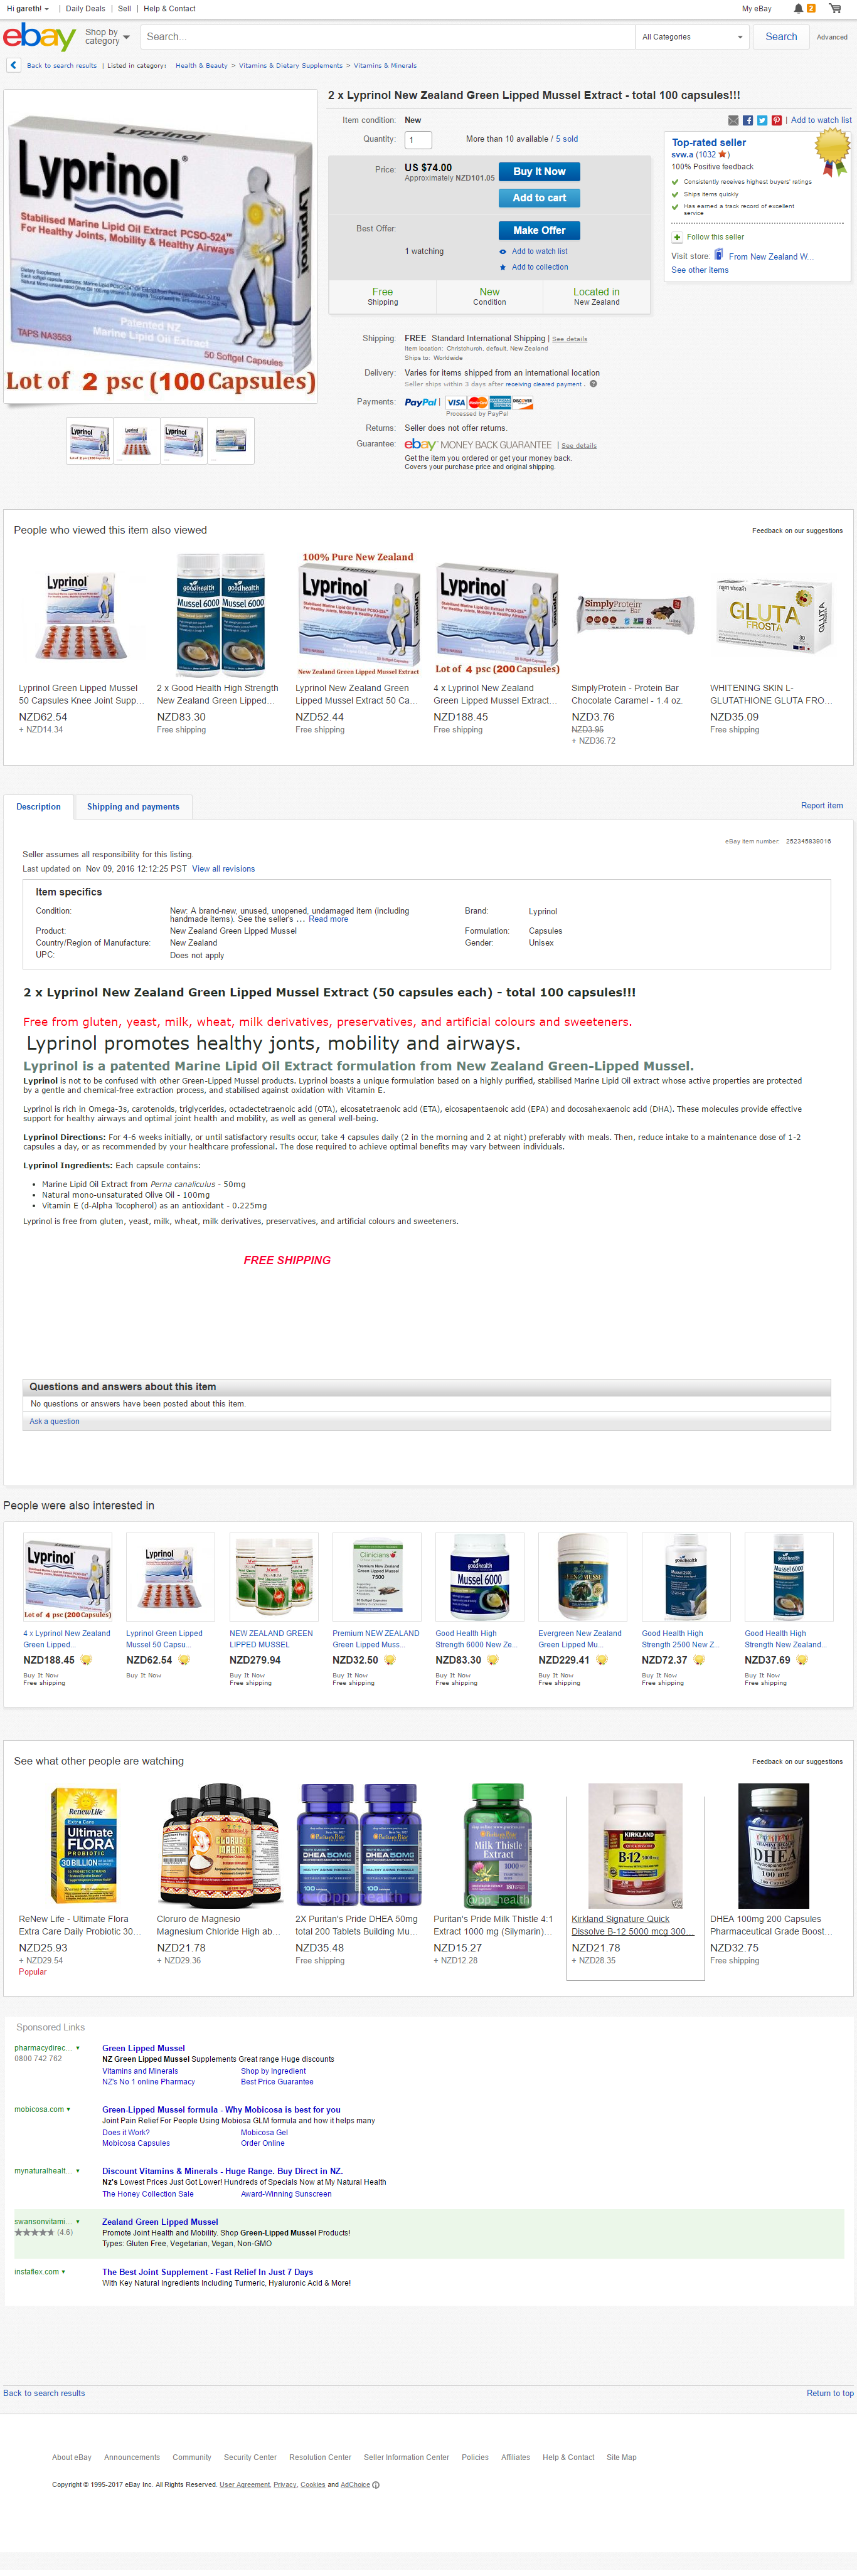 Hi gareth! | Daily Deals | Sell | Help & Contact
My eBay 2
ebay
Shop by category
Search...
All Categories
Search
Advanced
Back to search results | Listed in category: Health & Beauty > Vitamins & Dietary Supplements > Vitamins & Minerals
Lyprinol®
Stabilised Marine Lipid Oil Extract PCSO-524™
For Healthy Joints, Mobility & Healthy Airways
Patented NZ
Marine Lipid Oil
TAPS NA3553
50 Softgel Capsules
Lot of 2 psc (100 Capsules)
2 x Lyprinol New Zealand Green Lipped Mussel Extract - total 100 capsules!!!
Item condition: New
Quantity: 1 More than 10 available / 5 sold
Price: US $74.00
Approximately NZD101.05
Buy It Now
Add to cart
Best Offer:
Make Offer
1 watching
Add to watch list
Add to collection
Free Shipping
New Condition
Located in New Zealand
Shipping: FREE Standard International Shipping | See details
Item location: Christchurch, default, New Zealand
Ships to: Worldwide
Delivery: Varies for items shipped from an international location
Seller ships within 3 days after receiving cleared payment .
Payments: PayPal | VISA MasterCard DISCOVER
Processed by PayPal
Returns: Seller does not offer returns.
Guarantee: ebay MONEY BACK GUARANTEE | See details
Get the item you ordered or get your money back.
Covers your purchase price and original shipping.
| Add to watch list
Top-rated seller
svw.a (1032 )
100% Positive feedback
Consistently receives highest buyers' ratings
Ships items quickly
Has earned a track record of excellent
service
Follow this seller
Visit store: From New Zealand W...
See other items
People who viewed this item also viewed
Feedback on our suggestions
Lyprinol Green Lipped Mussel
50 Capsules Knee Joint Supp...
NZD62.54
+ NZD14.34
2 x Good Health High Strength
New Zealand Green Lipped...
NZD83.30
Free shipping
100% Pure New Zealand
New Zealand Green Lipped Mussel Extract
Lyprinol New Zealand Green
Lipped Mussel Extract 50 Ca...
NZD52.44
Free shipping
Lot of 4 psc (200 Capsules)
4 x Lyprinol New Zealand
Green Lipped Mussel Extract...
NZD188.45
Free shipping
SimplyProtein - Protein Bar
Chocolate Caramel - 1.4 oz.
NZD3.76
NZD3.95
+ NZD36.72
GLUTA FROSTA
WHITENING SKIN L-
GLUTATHIONE GLUTA FRO...
NZD35.09
Free shipping
Description
Shipping and payments
Report item
eBay item number: 252345839016
Seller assumes all responsibility for this listing.
Last updated on Nov 09, 2016 12:12:25 PST View all revisions
Item specifics
Condition: New: A brand-new, unused, unopened, undamaged item (including
handmade items). See the seller's ... Read more
Brand: Lyprinol
Product: New Zealand Green Lipped Mussel
Formulation: Capsules
Country/Region of Manufacture: New Zealand
Gender: Unisex
UPC: Does not apply
2 x Lyprinol New Zealand Green Lipped Mussel Extract (50 capsules each) - total 100 capsules!!!
Free from gluten, yeast, milk, wheat, milk derivatives, preservatives, and artificial colours and sweeteners.
Lyprinol promotes healthy jonts, mobility and airways.
Lyprinol is a patented Marine Lipid Oil Extract formulation from New Zealand Green-Lipped Mussel.
Lyprinol is not to be confused with other Green-Lipped Mussel products. Lyprinol boasts a unique formulation based on a highly purified, stabilised Marine Lipid Oil extract whose active properties are protected
by a gentle and chemical-free extraction process, and stabilised against oxidation with Vitamin E.
Lyprinol is rich in Omega-3s, carotenoids, triglycerides, octadectetraenoic acid (OTA), eicosatetraenoic acid (ETA), eicosapentaenoic acid (EPA) and docosahexaenoic acid (DHA). These molecules provide effective
support for healthy airways and optimal joint health and mobility, as well as general well-being.
Lyprinol Directions: For 4-6 weeks initially, or until satisfactory results occur, take 4 capsules daily (2 in the morning and 2 at night) preferably with meals. Then, reduce intake to a maintenance dose of 1-2
capsules a day, or as recommended by your healthcare professional. The dose required to achieve optimal benefits may vary between individuals.
Lyprinol Ingredients: Each capsule contains:
Marine Lipid Oil Extract from Perna canaliculus - 50mg
Natural mono-unsaturated Olive Oil - 100mg
Vitamin E (d-Alpha Tocopherol) as an antioxidant - 0.225mg
Lyprinol is free from gluten, yeast, milk, wheat, milk derivatives, preservatives, and artificial colours and sweeteners.
FREE SHIPPING
Questions and answers about this item
No questions or answers have been posted about this item.
Ask a question
People were also interested in
4 x Lyprinol New Zealand
Green Lipped...
NZD188.45
Buy It Now
Free shipping
Lyprinol Green Lipped
Mussel 50 Capsu...
NZD62.54
Buy It Now
NEW ZEALAND GREEN
LIPPED MUSSEL
NZD279.94
Buy It Now
Free shipping
Premium NEW ZEALAND
Green Lipped Muss...
NZD32.50
Buy It Now
Free shipping
Good Health High
Strength 6000 New Ze...
NZD83.30
Buy It Now
Free shipping
Evergreen New Zealand
Green Lipped Mu...
NZD229.41
Buy It Now
Free shipping
Good Health High
Strength 2500 New Z...
NZD72.37
Buy It Now
Free shipping
Good Health High
Strength New Zealand...
NZD37.69
Buy It Now
Free shipping
See what other people are watching
Feedback on our suggestions
ReNew Life - Ultimate Flora
Extra Care Daily Probiotic 30...
NZD25.93
+ NZD29.54
Popular
Cloruro de Magnesio
Magnesium Chloride High ab...
NZD21.78
+ NZD29.36
2X Puritan's Pride DHEA 50mg
total 200 Tablets Building Mu...
NZD35.48
Free shipping
Puritan's Pride Milk Thistle 4:1
Extract 1000 mg (Silymarin)...
NZD15.27
+ NZD12.28
Kirkland Signature Quick
Dissolve B-12 5000 mcg 300...
NZD21.78
+ NZD28.35
DHEA 100mg 200 Capsules
Pharmaceutical Grade Boost...
NZD32.75
Free shipping
Sponsored Links
pharmacydirec...
0800 742 762
Green Lipped Mussel
NZ Green Lipped Mussel Supplements Great range Huge discounts
Vitamins and Minerals Shop by Ingredient
NZ's No 1 online Pharmacy Best Price Guarantee
mobicosa.com
Green-Lipped Mussel formula - Why Mobicosa is best for you
Joint Pain Relief For People Using Mobiosa GLM formula and how it helps many
Does it Work? Mobicosa Gel
Mobicosa Capsules Order Online
mynaturalhealt...
Discount Vitamins & Minerals - Huge Range. Buy Direct in NZ.
Nz's Lowest Prices Just Got Lower! Hundreds of Specials Now at My Natural Health
The Honey Collection Sale Award-Winning Sunscreen
swansonvitami...
(4.6)
Zealand Green Lipped Mussel
Promote Joint Health and Mobility. Shop Green-Lipped Mussel Products!
Types: Gluten Free, Vegetarian, Vegan, Non-GMO
instaflex.com
The Best Joint Supplement - Fast Relief In Just 7 Days
With Key Natural Ingredients Including Turmeric, Hyaluronic Acid & More!
Back to search results
Return to top
About eBay Announcements Community Security Center Resolution Center Seller Information Center Policies Affiliates Help & Contact Site Map
Copyright © 1995-2017 eBay Inc. All Rights Reserved. User Agreement, Privacy, Cookies and AdChoice